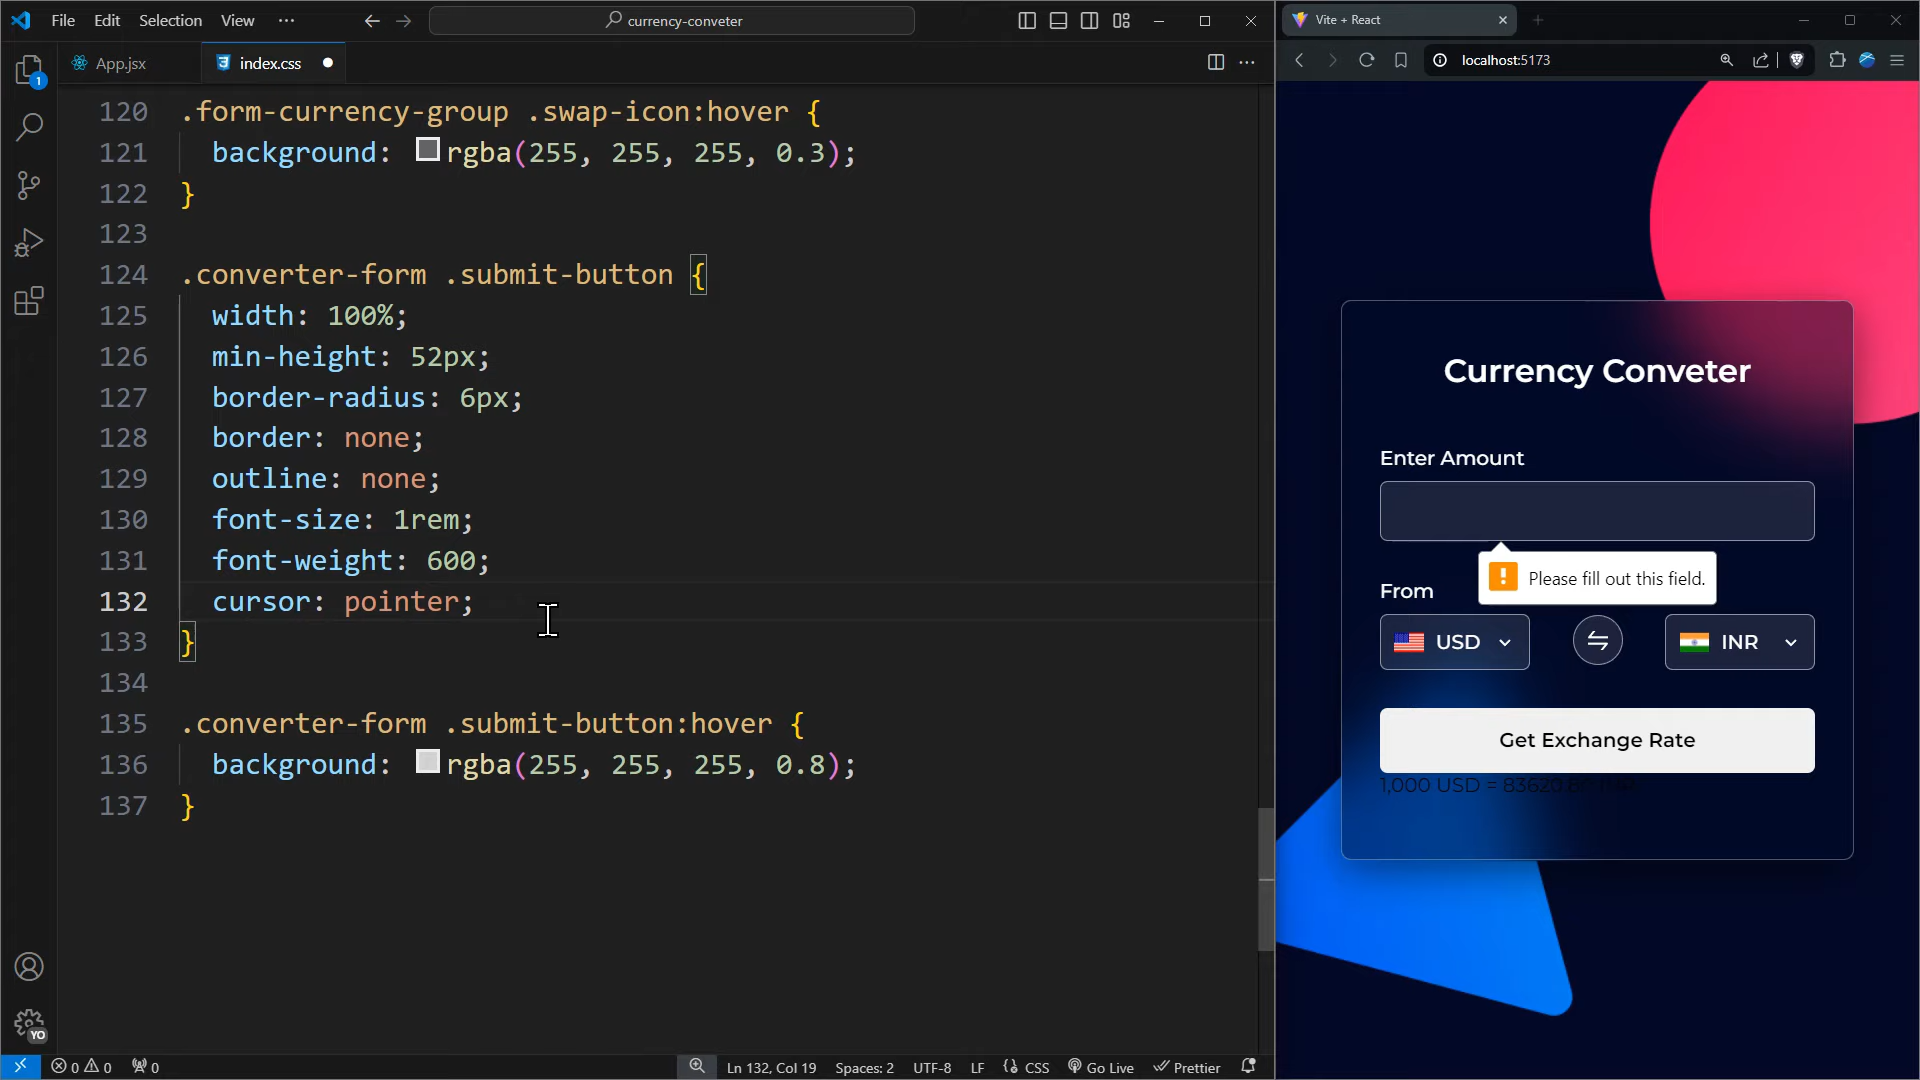 File Edit Selection View ···
currency-conveter
App.jsx
index.css
1
120 .form-currency-group .swap-icon:hover {
121 background: rgba(255, 255, 255, 0.3);
122 }
123
124 .converter-form .submit-button {
125 width: 100%;
126 min-height: 52px;
127 border-radius: 6px;
128 border: none;
129 outline: none;
130 font-size: 1rem;
131 font-weight: 600;
132 cursor: pointer;
133 }
134
135 .converter-form .submit-button:hover {
136 background: rgba(255, 255, 255, 0.8);
137 }
YO
0 0 0 Ln 132, Col 19 Spaces: 2 UTF-8 LF CSS Go Live Prettier
Vite + React
localhost:5173
Currency Conveter
Enter Amount
Please fill out this field.
From
USD
INR
Get Exchange Rate
1,000 USD =